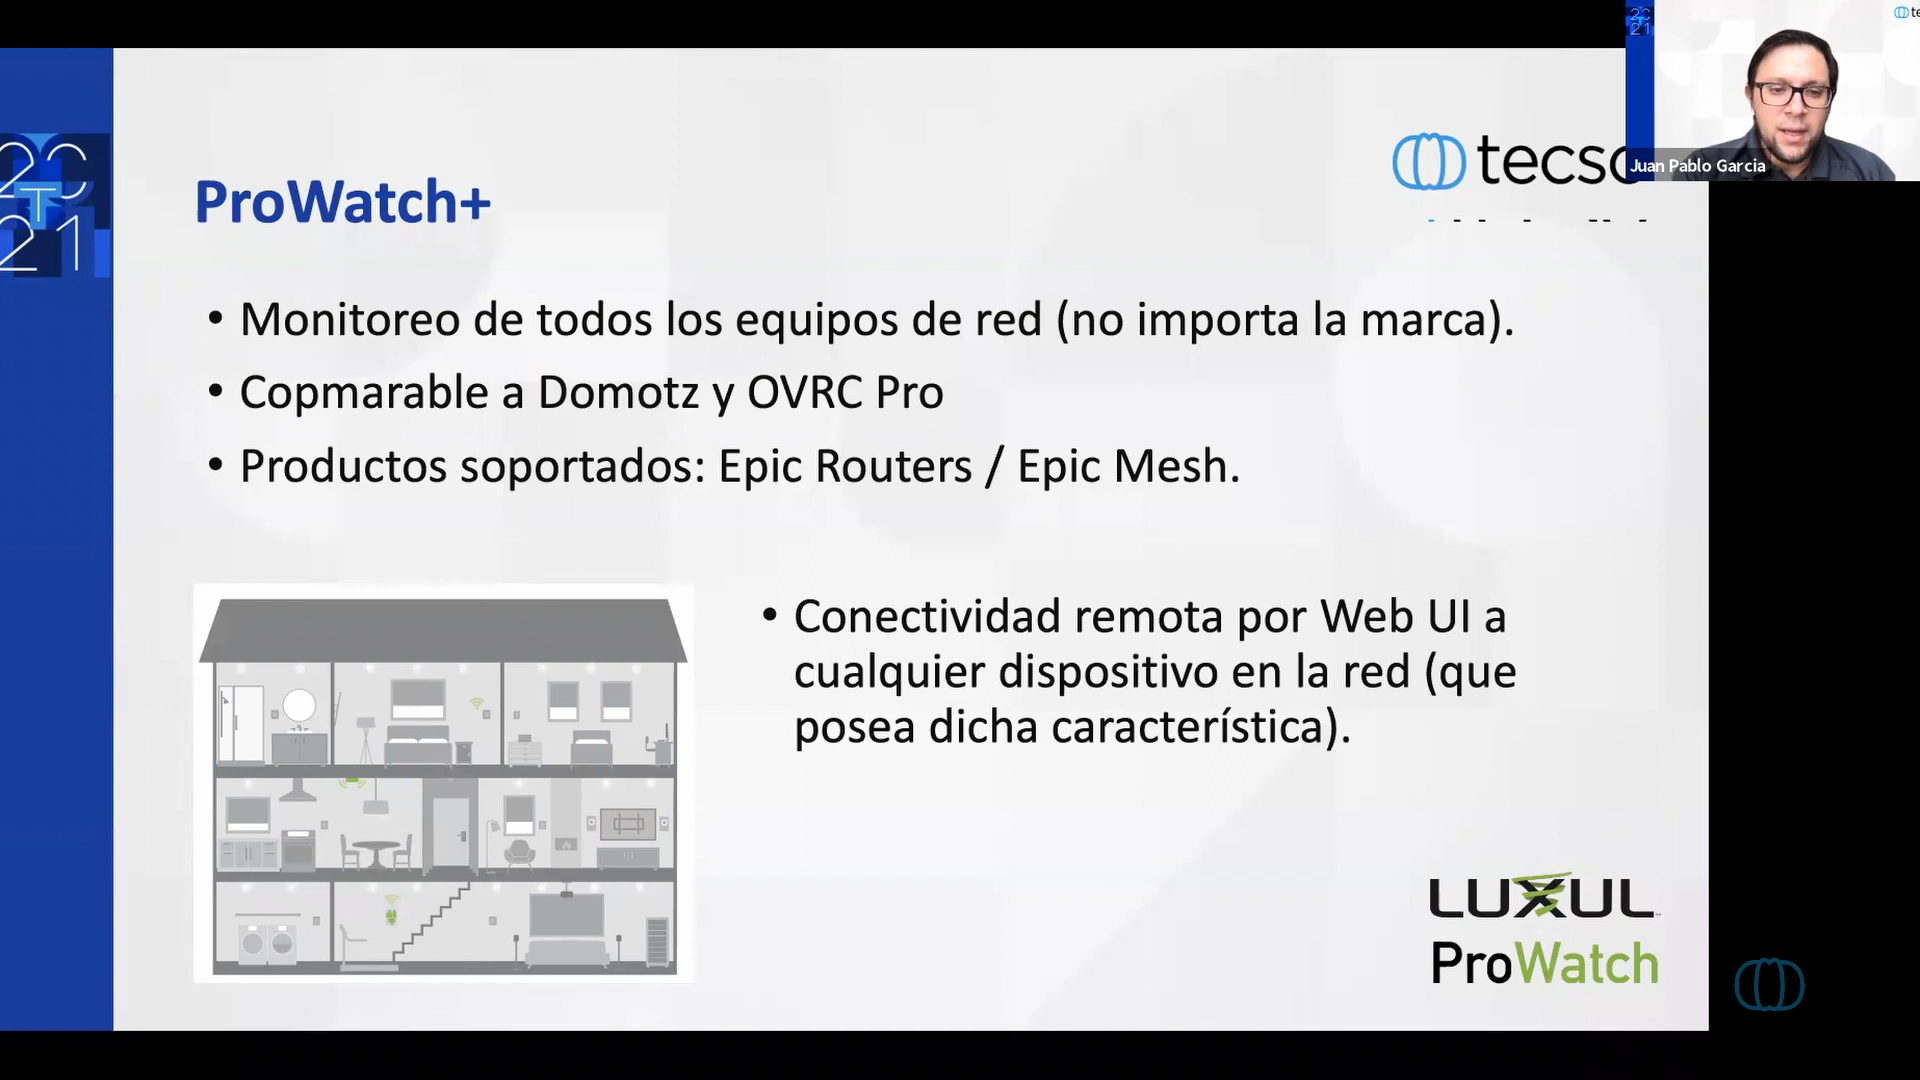 20
T
21
ProWatch+
tecso
Juan Pablo Garcia
• Monitoreo de todos los equipos de red (no importa la marca).
• Copmarable a Domotz y OVRC Pro
• Productos soportados: Epic Routers / Epic Mesh.
• Conectividad remota por Web UI a
cualquier dispositivo en la red (que
posea dicha característica).
LUXUL
ProWatch